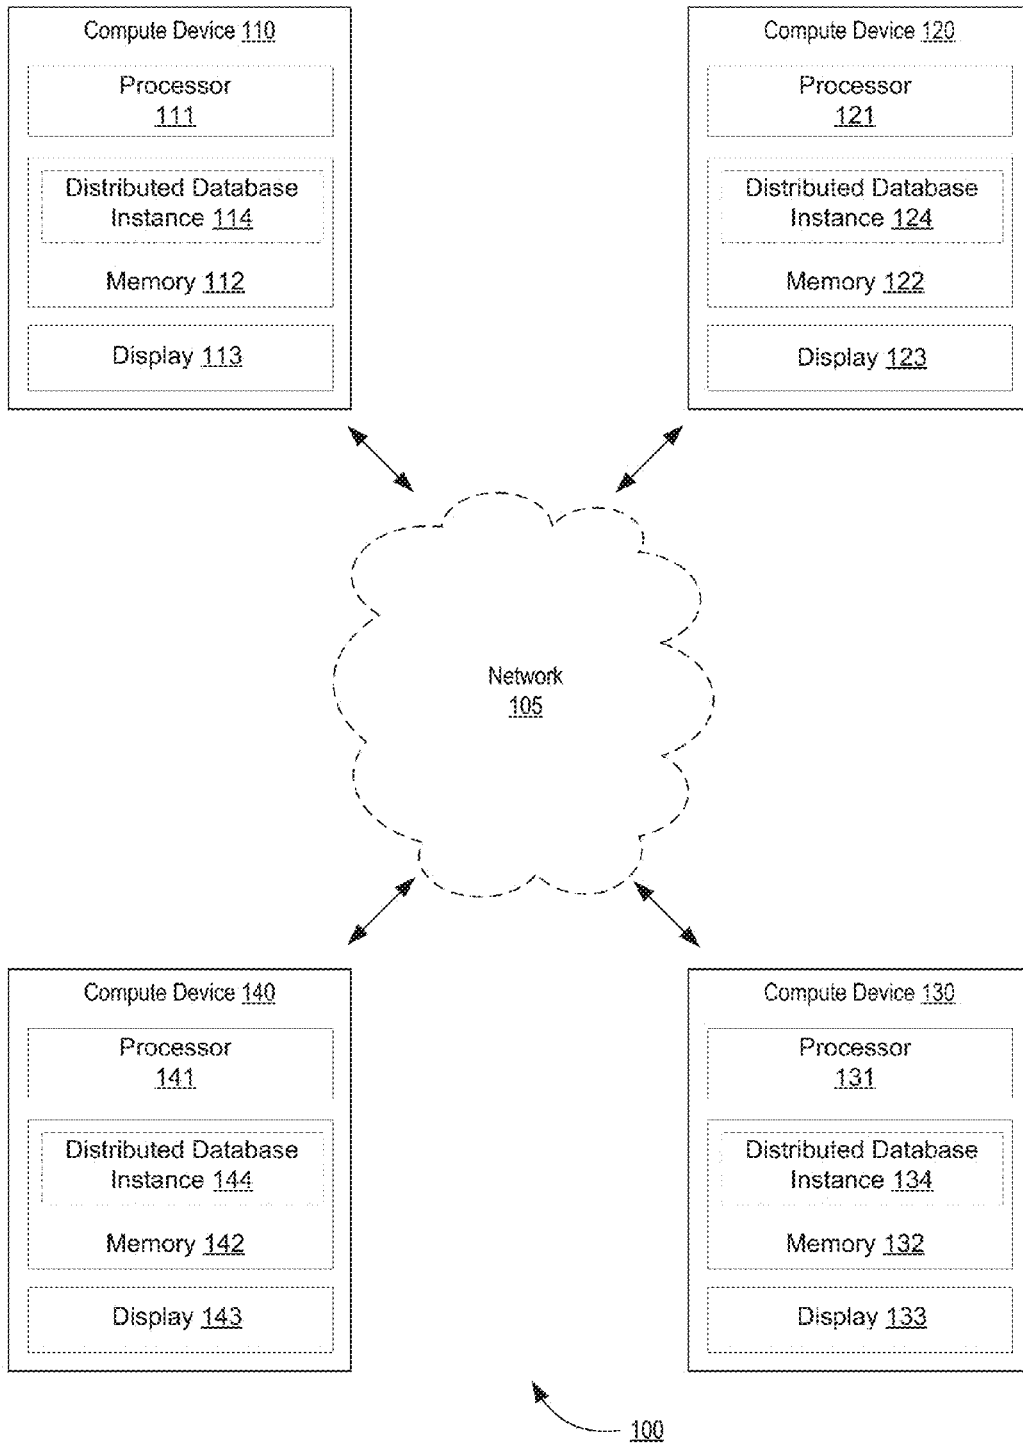 Compute Device 110
Processor
111
Distributed Database
Instance 114
Memory 112
Display 113
Compute Device 120
Processor
121
Distributed Database
Instance 124
Memory 122
Display 123
Network
105
Compute Device 140
Processor
141
Distributed Database
Instance 144
Memory 142
Display 143
Compute Device 130
Processor
131
Distributed Database
Instance 134
Memory 132
Display 133
100